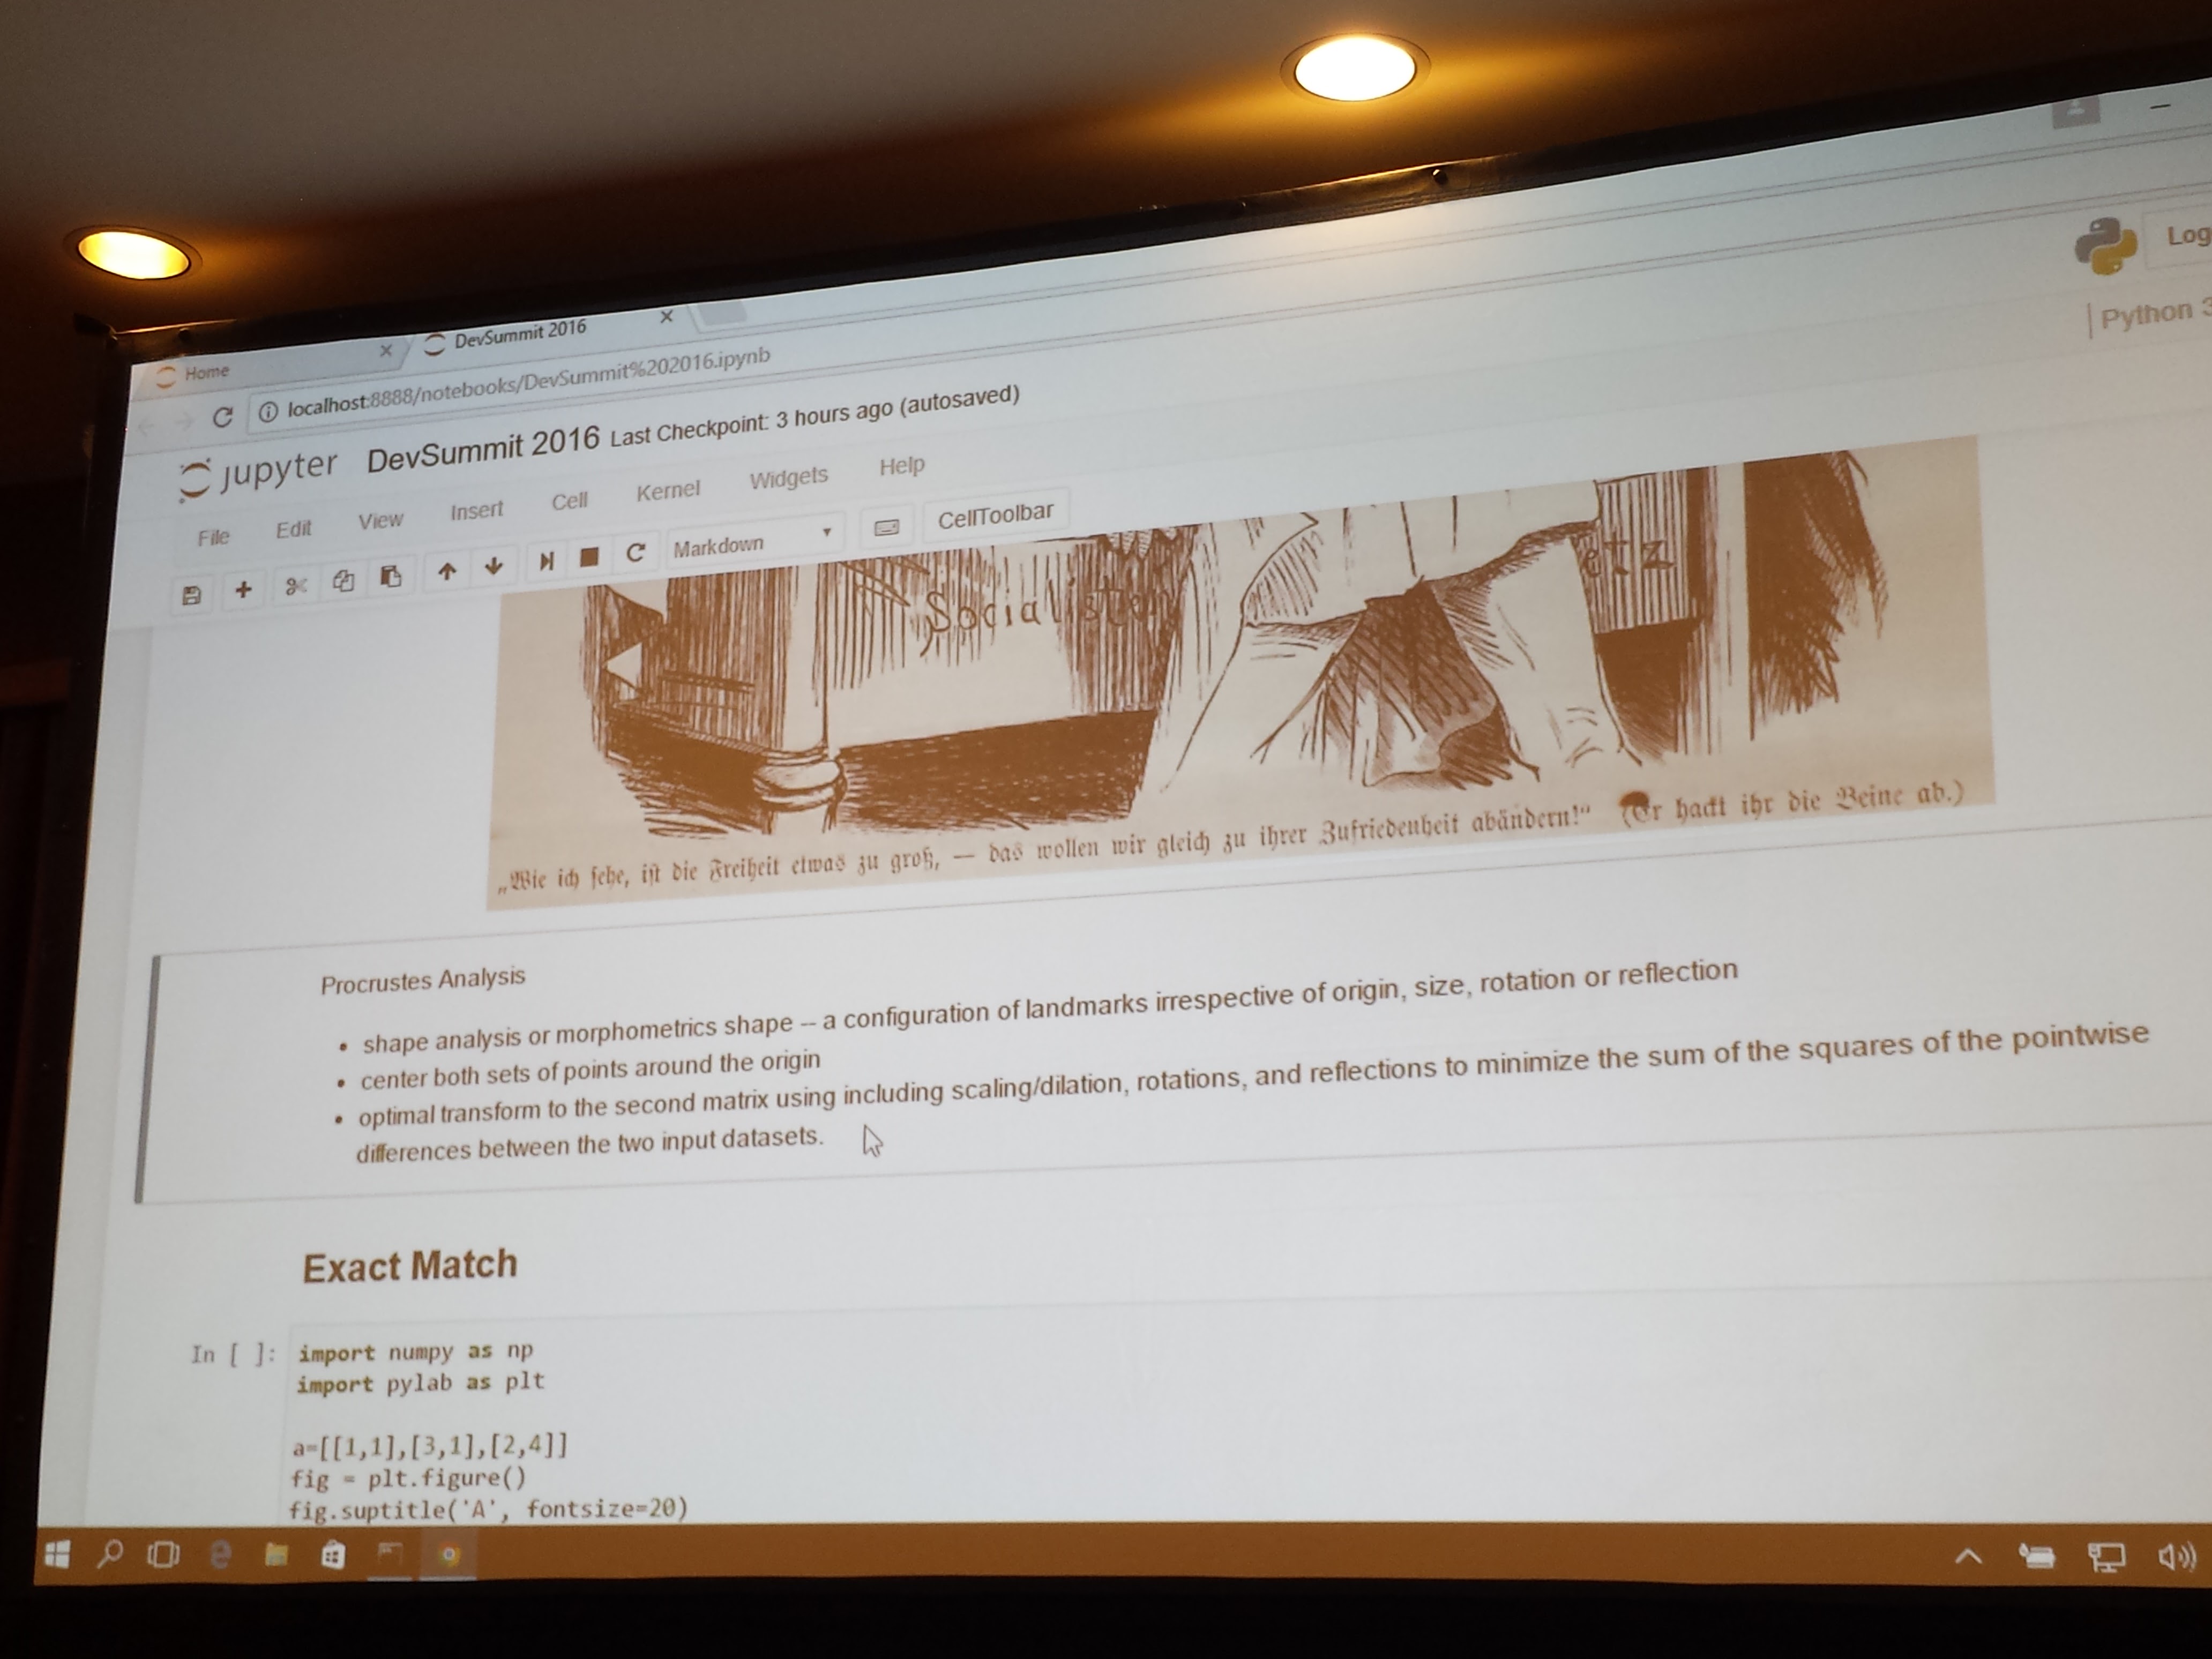 Home
DevSummit 2016
localhost:8888/notebooks/DevSummit%202016.ipynb
Log
jupyter DevSummit 2016 Last Checkpoint: 3 hours ago (autosaved)
Python 3
File Edit View Insert Cell Kernel Widgets Help
Markdown CellToolbar
Socialisten
etz
„Wie ich sehe, ist die Freiheit etwas zu groß, — das wollen wir gleich zu ihrer Zufriedenheit abändern!“ (Er hackt ihr die Beine ab.)
Procrustes Analysis
• shape analysis or morphometrics shape -- a configuration of landmarks irrespective of origin, size, rotation or reflection
• center both sets of points around the origin
• optimal transform to the second matrix using including scaling/dilation, rotations, and reflections to minimize the sum of the squares of the pointwise
differences between the two input datasets.
Exact Match
In [ ]: import numpy as np
import pylab as plt
a=[[1,1],[3,1],[2,4]]
fig = plt.figure()
fig.suptitle('A', fontsize=20)